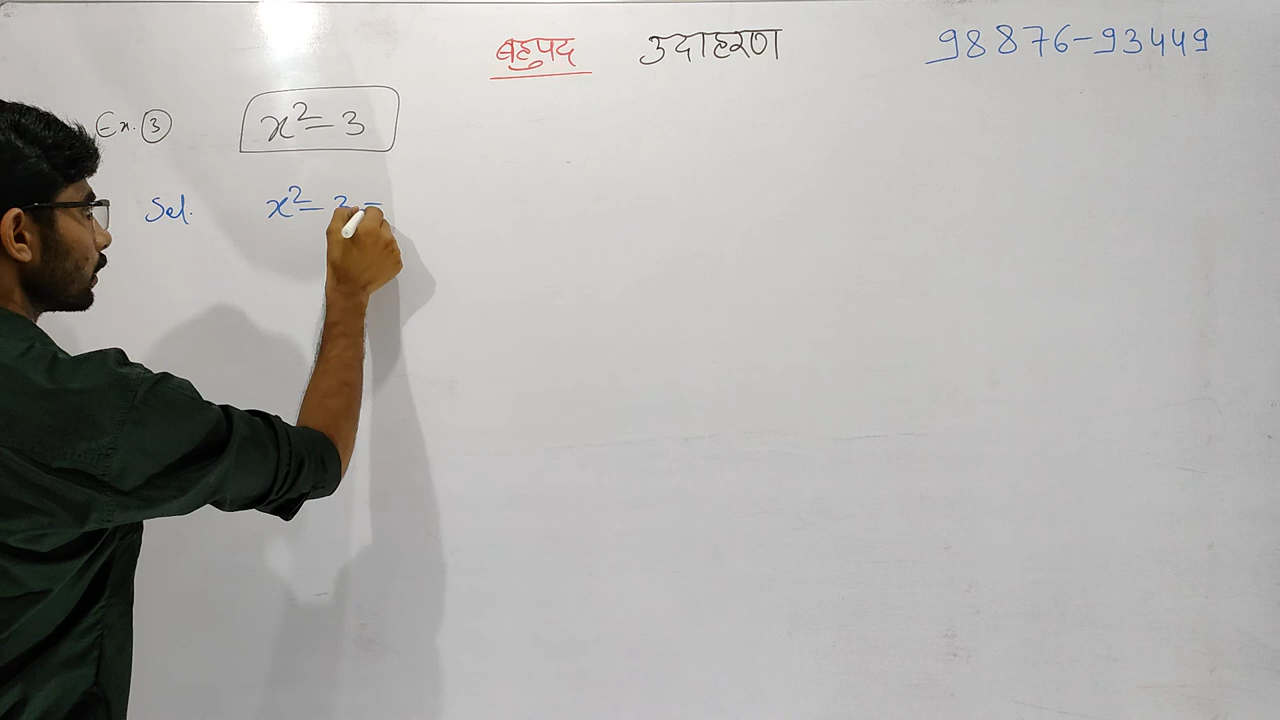 बहुपद उदाहरण 98876-93449
Ex. ③ x²-3
Sol. x²-3=